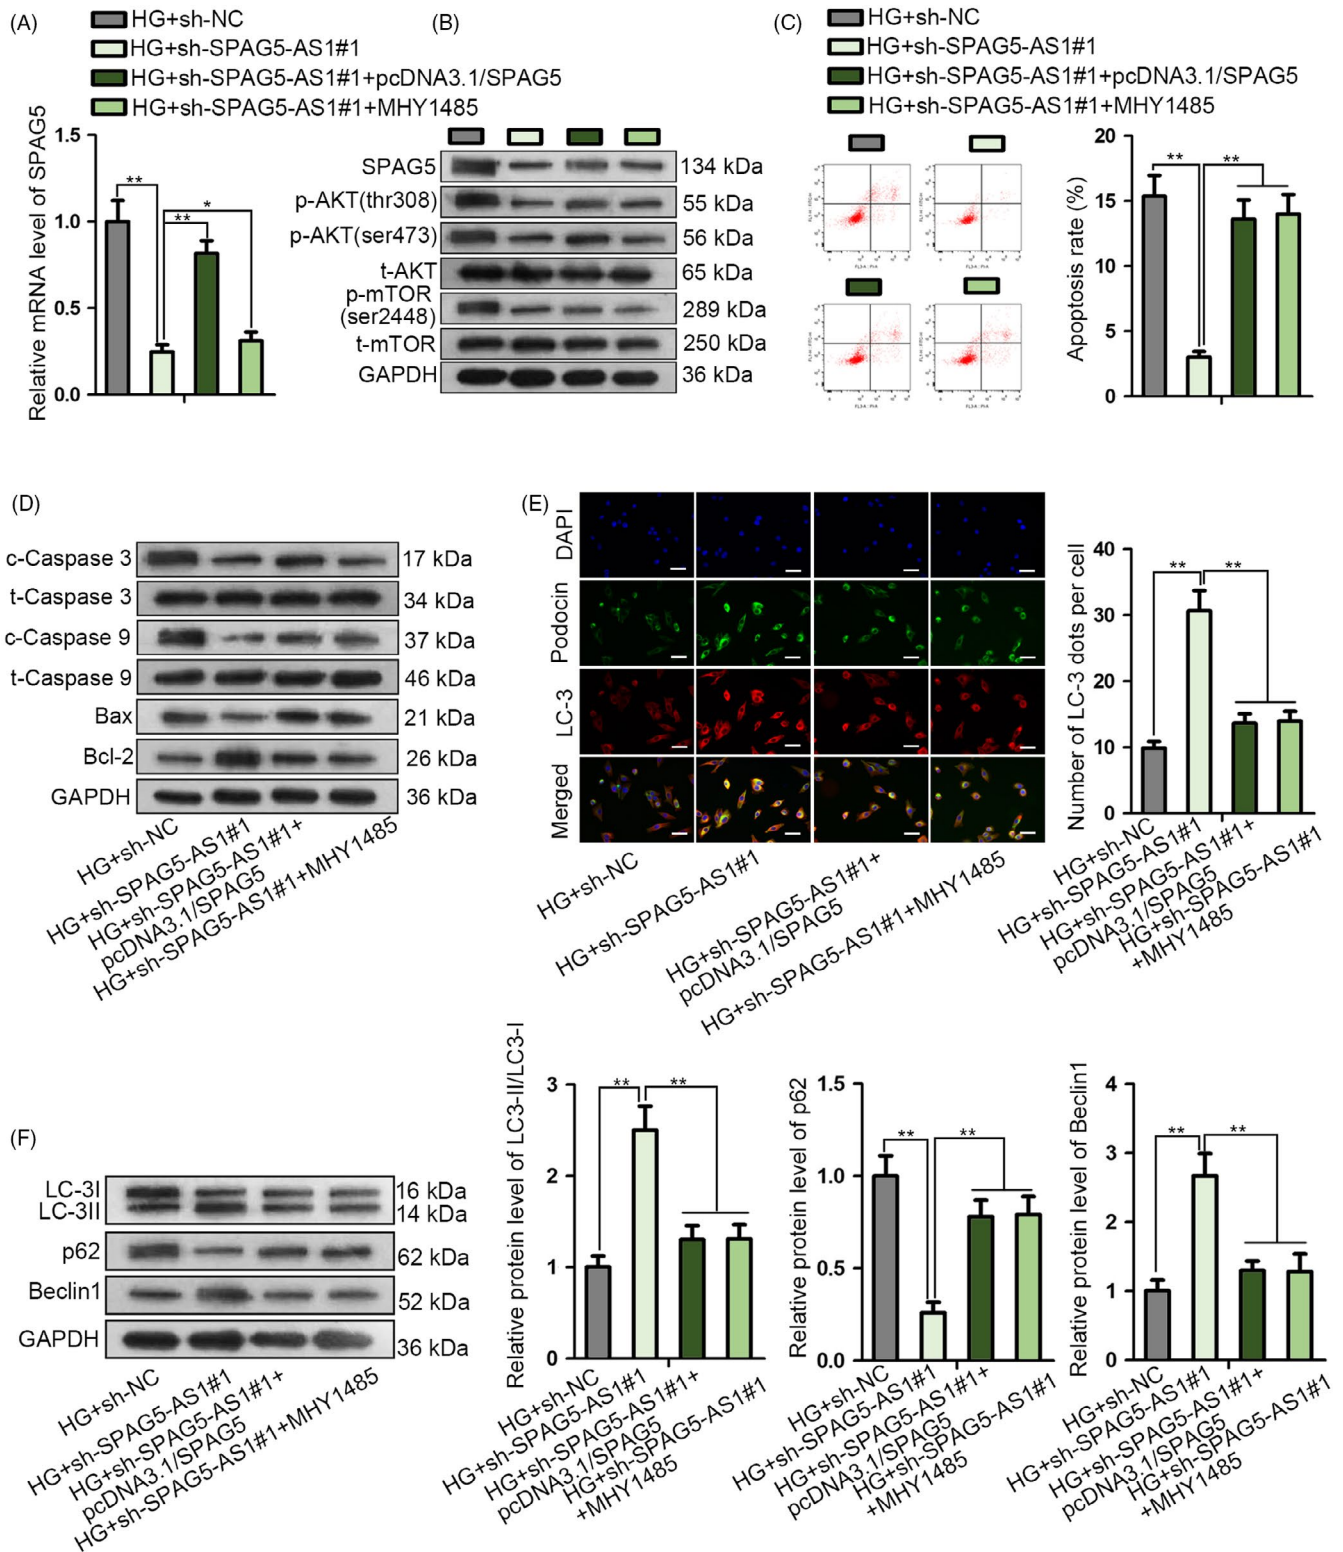 (A)
HG+sh-NC
HG+sh-SPAG5-AS1#1
HG+sh-SPAG5-AS1#1+pcDNA3.1/SPAG5
HG+sh-SPAG5-AS1#1+MHY1485
Relative mRNA level of SPAG5
1.5
1.0
0.5
0.0
**
**
*
(B)
SPAG5
134 kDa
p-AKT(thr308)
55 kDa
p-AKT(ser473)
56 kDa
t-AKT
65 kDa
p-mTOR
(ser2448)
289 kDa
t-mTOR
250 kDa
GAPDH
36 kDa
(C)
HG+sh-NC
HG+sh-SPAG5-AS1#1
HG+sh-SPAG5-AS1#1+pcDNA3.1/SPAG5
HG+sh-SPAG5-AS1#1+MHY1485
Apoptosis rate (%)
20
15
10
5
0
**
**
(D)
c-Caspase 3
17 kDa
t-Caspase 3
34 kDa
c-Caspase 9
37 kDa
t-Caspase 9
46 kDa
Bax
21 kDa
Bcl-2
26 kDa
GAPDH
36 kDa
HG+sh-NC
HG+sh-SPAG5-AS1#1
HG+sh-SPAG5-AS1#1+
pcDNA3.1/SPAG5
HG+sh-SPAG5-AS1#1+MHY1485
(E)
DAPI
Podocin
LC-3
Merged
HG+sh-NC
HG+sh-SPAG5-AS1#1
HG+sh-SPAG5-AS1#1+
pcDNA3.1/SPAG5
HG+sh-SPAG5-AS1#1+MHY1485
Number of LC-3 dots per cell
40
30
20
10
0
**
**
HG+sh-NC
HG+sh-SPAG5-AS1#1
HG+sh-SPAG5-AS1#1+
pcDNA3.1/SPAG5
HG+sh-SPAG5-AS1#1
+MHY1485
(F)
LC-3I
16 kDa
LC-3II
14 kDa
p62
62 kDa
Beclin1
52 kDa
GAPDH
36 kDa
HG+sh-NC
HG+sh-SPAG5-AS1#1
HG+sh-SPAG5-AS1#1+
pcDNA3.1/SPAG5
HG+sh-SPAG5-AS1#1+MHY1485
Relative protein level of LC3-II/LC3-I
3
2
1
0
**
**
HG+sh-NC
HG+sh-SPAG5-AS1#1
HG+sh-SPAG5-AS1#1+
pcDNA3.1/SPAG5
HG+sh-SPAG5-AS1#1
+MHY1485
Relative protein level of p62
1.5
1.0
0.5
0.0
**
**
HG+sh-NC
HG+sh-SPAG5-AS1#1
HG+sh-SPAG5-AS1#1+
pcDNA3.1/SPAG5
HG+sh-SPAG5-AS1#1
+MHY1485
Relative protein level of Beclin1
4
3
2
1
0
**
**
HG+sh-NC
HG+sh-SPAG5-AS1#1
HG+sh-SPAG5-AS1#1+
pcDNA3.1/SPAG5
HG+sh-SPAG5-AS1#1
+MHY1485